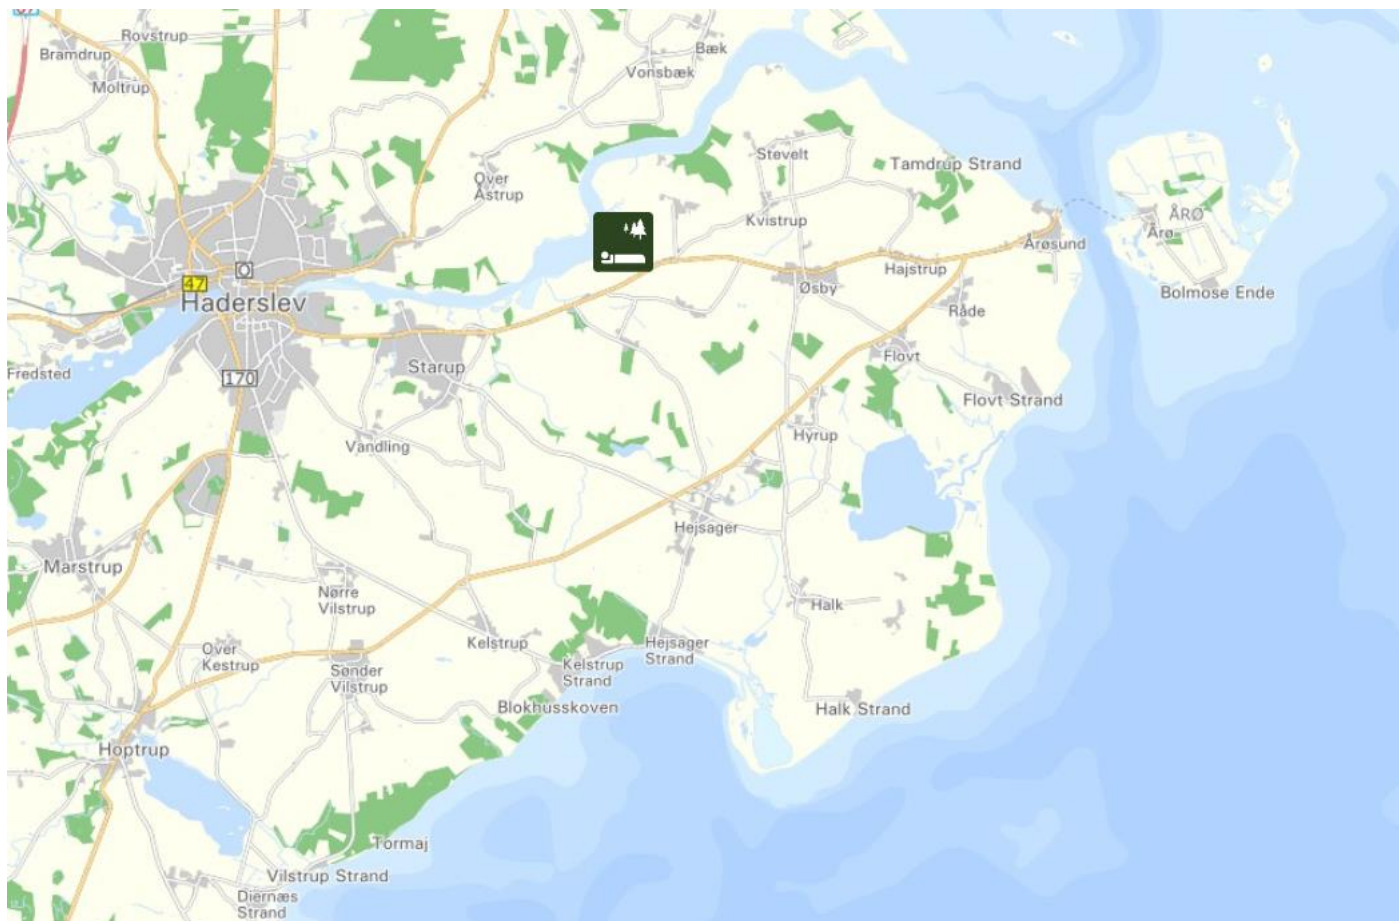 Rovstrup
Bramdrup
Moltrup
Bæk
Vonsbæk
Stevelt
Tamdrup Strand
Over
Åstrup
Kvistrup
ÅRØ
Årø
Årøsund
Hajstrup
Øsby
Bolmose Ende
47
Haderslev
Råde
Fredsted
170
Starup
Flovt
Flovt Strand
Vandling
Hyrup
Hejsager
Marstrup
Nørre
Vilstrup
Halk
Over
Kestrup
Kelstrup
Hejsager
Strand
Sønder
Vilstrup
Kelstrup
Strand
Blokhusskoven
Halk Strand
Hoptrup
Tormaj
Vilstrup Strand
Diernæs
Strand